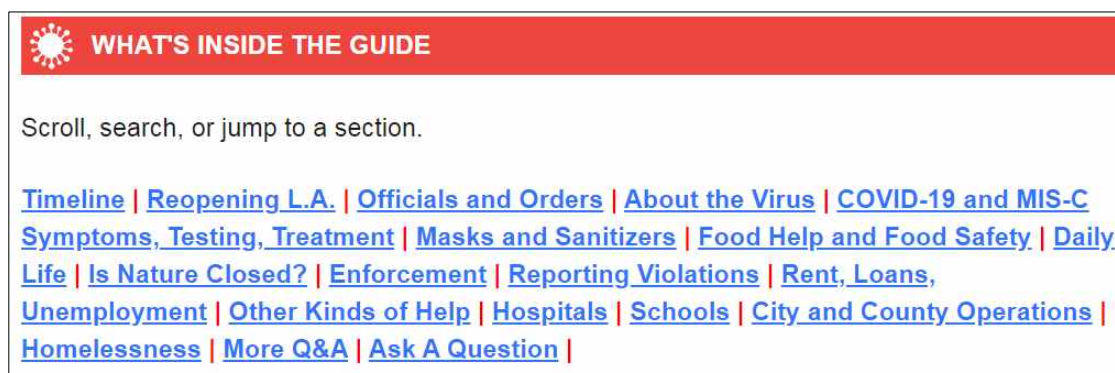 WHAT'S INSIDE THE GUIDE
Scroll, search, or jump to a section.
Timeline | Reopening L.A. | Officials and Orders | About the Virus | COVID-19 and MIS-C
Symptoms, Testing, Treatment | Masks and Sanitizers | Food Help and Food Safety | Daily
Life | Is Nature Closed? | Enforcement | Reporting Violations | Rent, Loans,
Unemployment | Other Kinds of Help | Hospitals | Schools | City and County Operations |
Homelessness | More Q&A | Ask A Question |